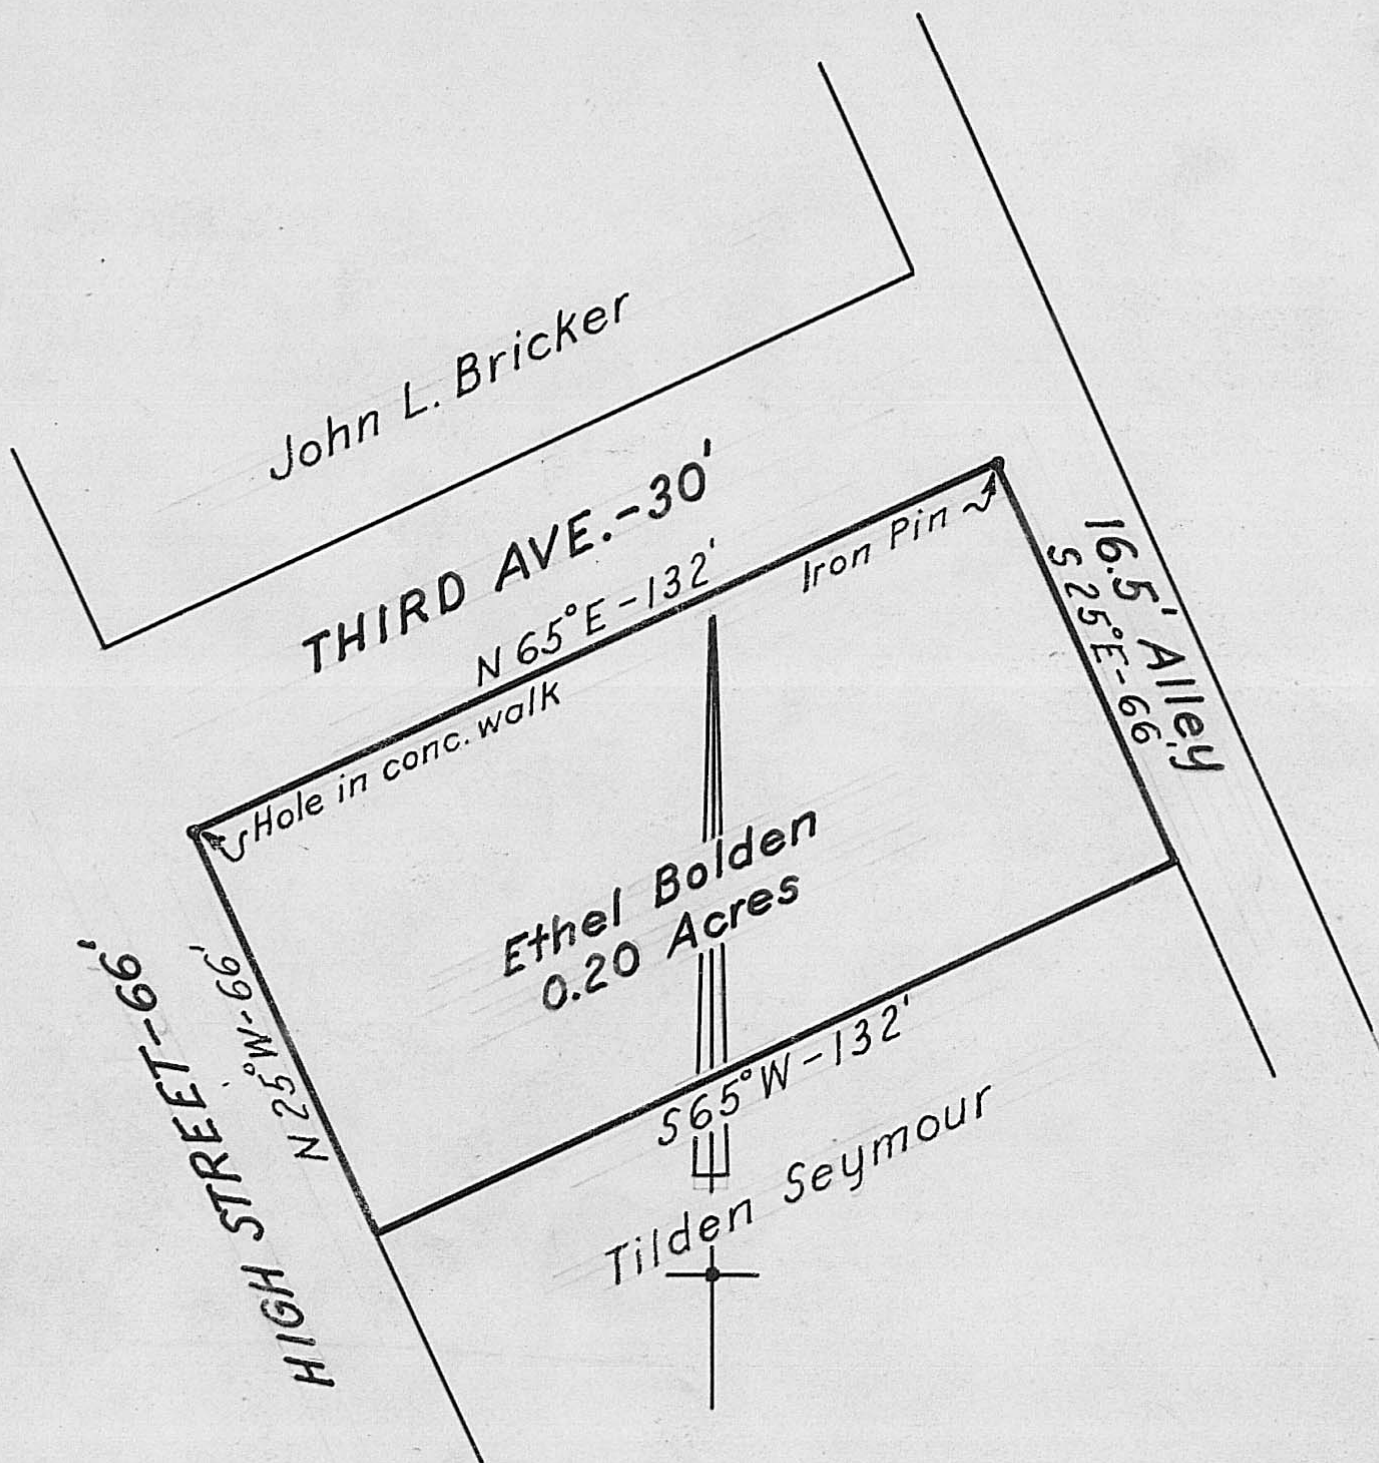 John L. Bricker
THIRD AVE.-30'
N 65°E-132'
Iron Pin
Hole in conc. walk
16.5' Alley
S 25°E-66'
Ethel Bolden
0.20 Acres
HIGH STREET-66'
N 25°W-66'
S65°W-132'
Tilden Seymour